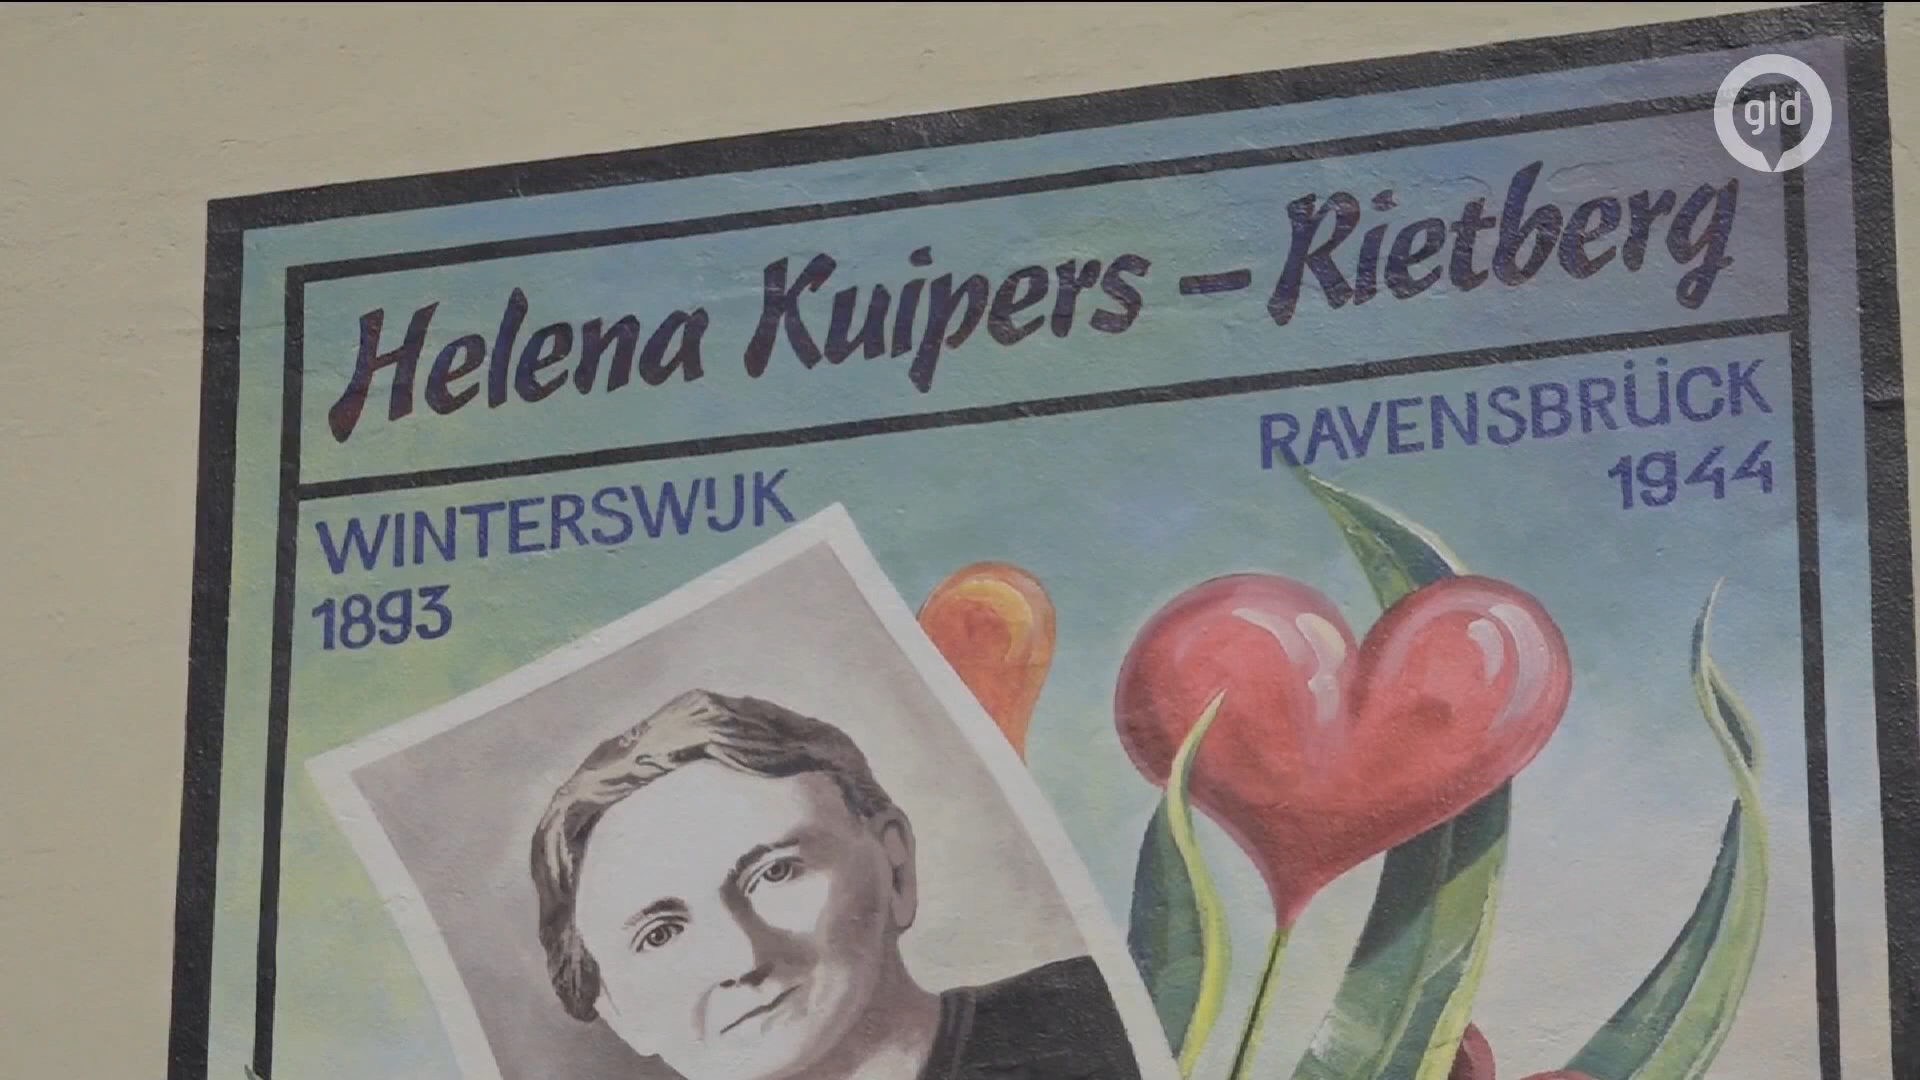 gld
Helena Kuipers – Rietberg
WINTERSWIJK
1893
RAVENSBRÜCK
1944